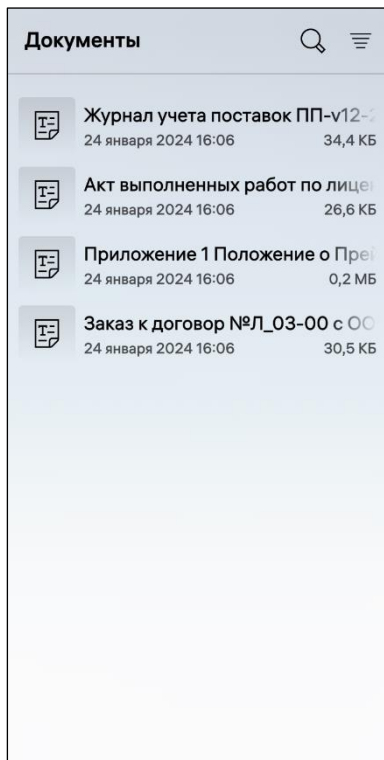 Документы
Журнал учета поставок ПП-v12-
24 января 2024 16:06 34,4 КБ
Акт выполненных работ по лице
24 января 2024 16:06 26,6 КБ
Приложение 1 Положение о Пре
24 января 2024 16:06 0,2 МБ
Заказ к договор №Л_03-00 с ОО
24 января 2024 16:06 30,5 КБ